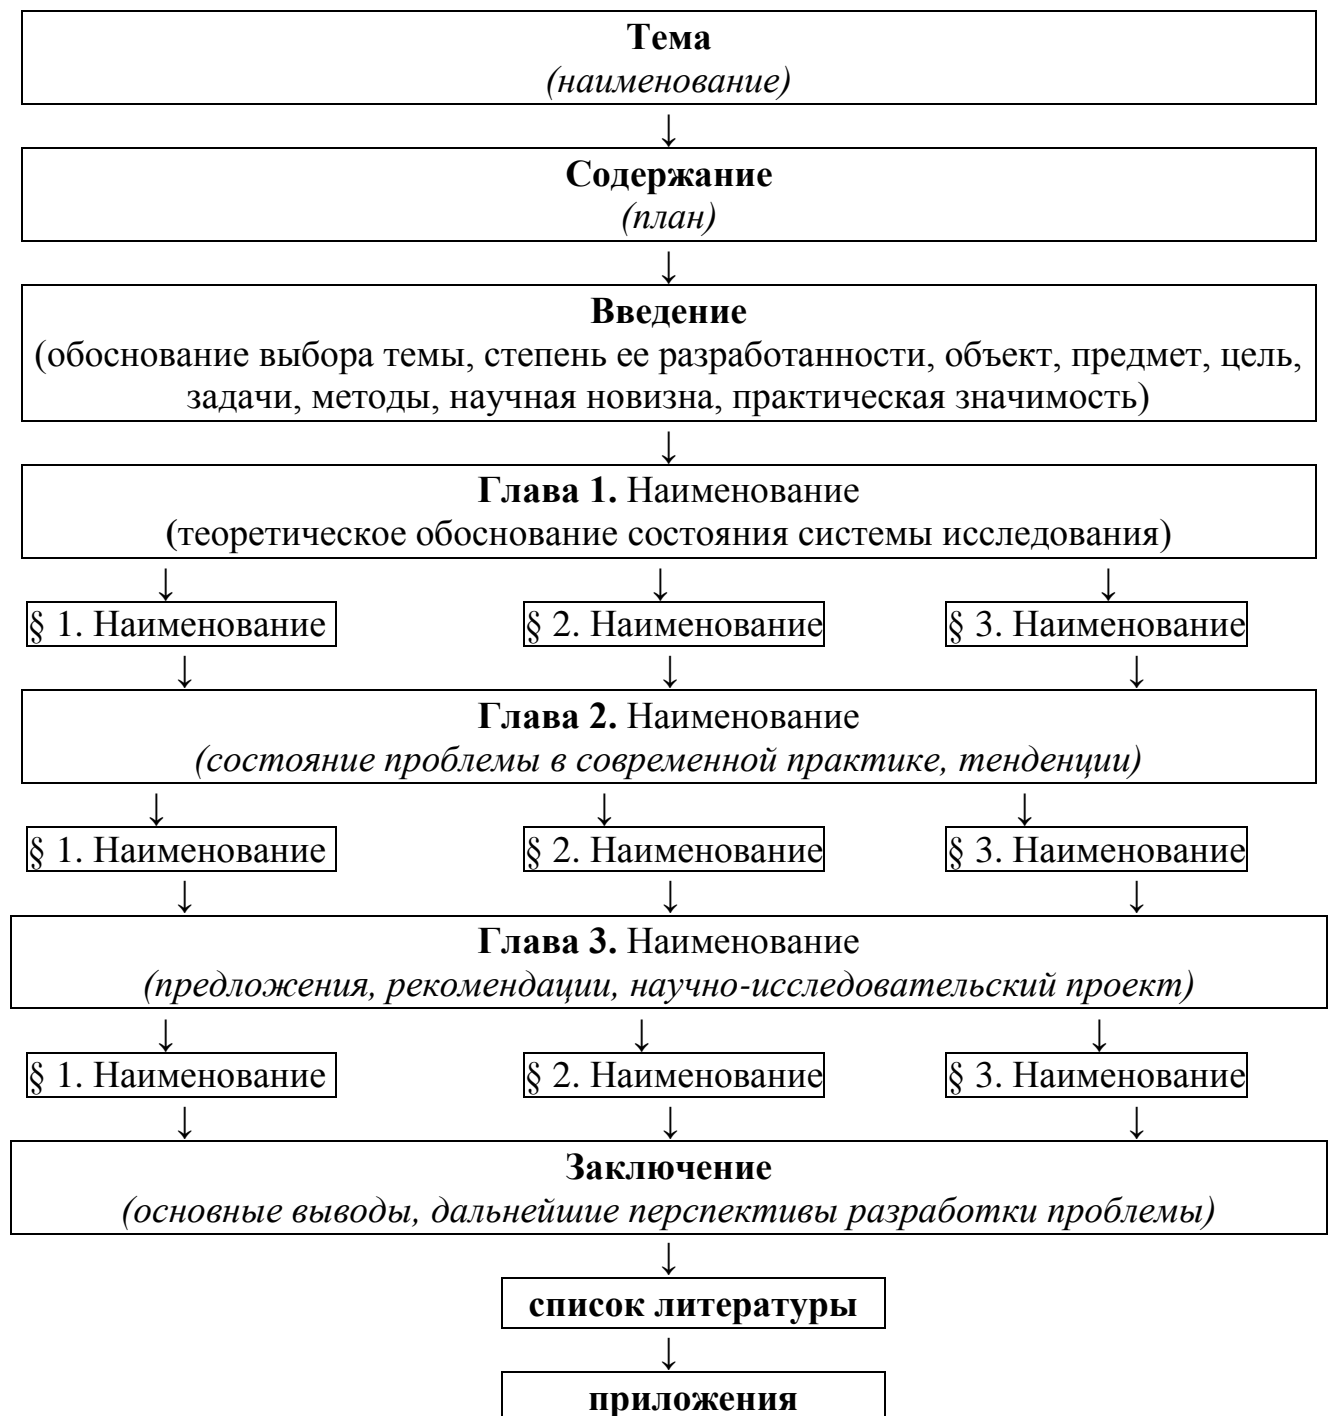 Тема
(наименование)
↓
Содержание
(план)
↓
Введение
(обоснование выбора темы, степень ее разработанности, объект, предмет, цель,
задачи, методы, научная новизна, практическая значимость)
↓
Глава 1. Наименование
(теоретическое обоснование состояния системы исследования)
↓ ↓ ↓
§ 1. Наименование § 2. Наименование § 3. Наименование
↓ ↓ ↓
Глава 2. Наименование
(состояние проблемы в современной практике, тенденции)
↓ ↓ ↓
§ 1. Наименование § 2. Наименование § 3. Наименование
↓ ↓ ↓
Глава 3. Наименование
(предложения, рекомендации, научно-исследовательский проект)
↓ ↓ ↓
§ 1. Наименование § 2. Наименование § 3. Наименование
↓ ↓ ↓
Заключение
(основные выводы, дальнейшие перспективы разработки проблемы)
↓
список литературы
↓
приложения